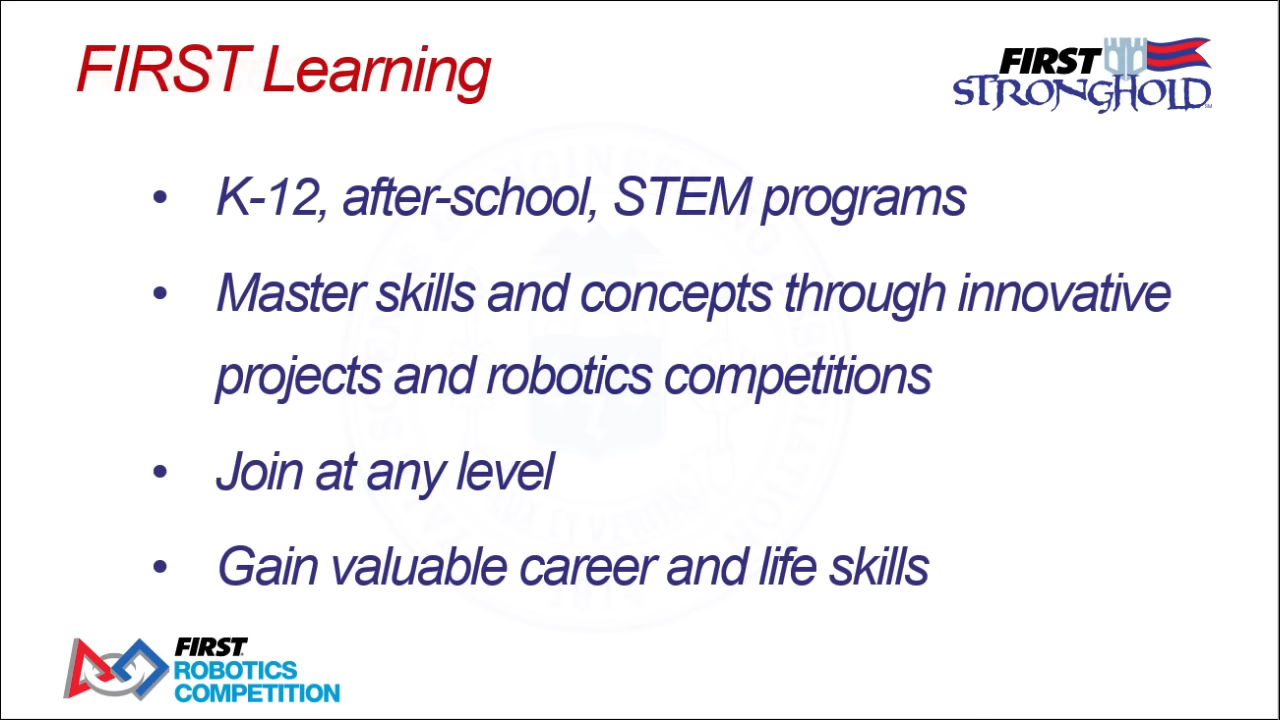 FIRST Learning
FIRST
STRONGHOLD
SM
• K-12, after-school, STEM programs
• Master skills and concepts through innovative
projects and robotics competitions
• Join at any level
• Gain valuable career and life skills
FIRST
ROBOTICS
COMPETITION